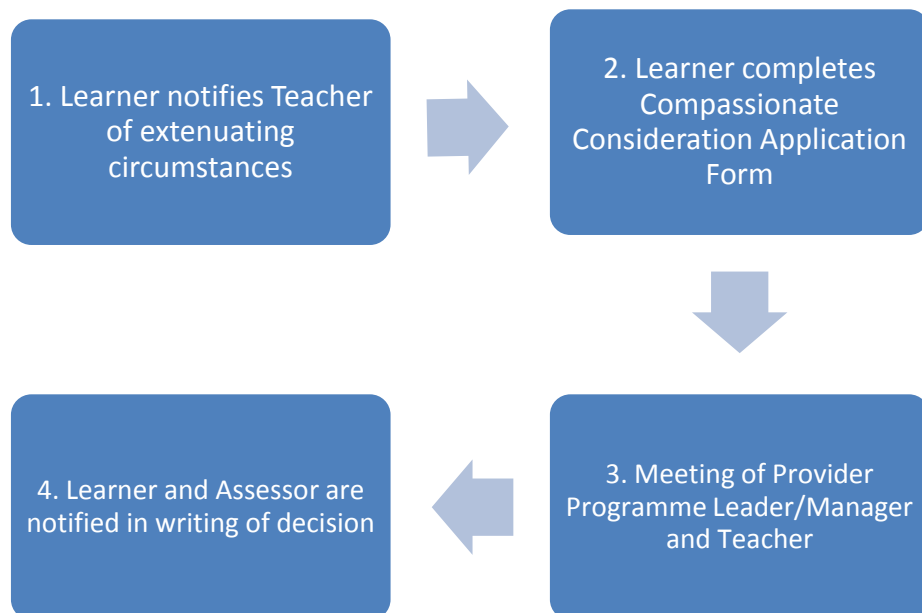 1. Learner notifies Teacher
of extenuating
circumstances
2. Learner completes
Compassionate
Consideration Application
Form
3. Meeting of Provider
Programme Leader/Manager
and Teacher
4. Learner and Assessor are
notified in writing of decision